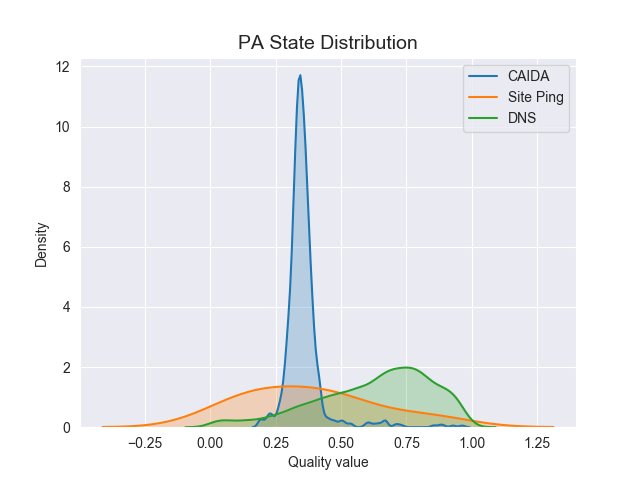 PA State Distribution
CAIDA
Site Ping
DNS
12
10
8
6
4
2
0
Density
−0.25 0.00 0.25 0.50 0.75 1.00 1.25
Quality value